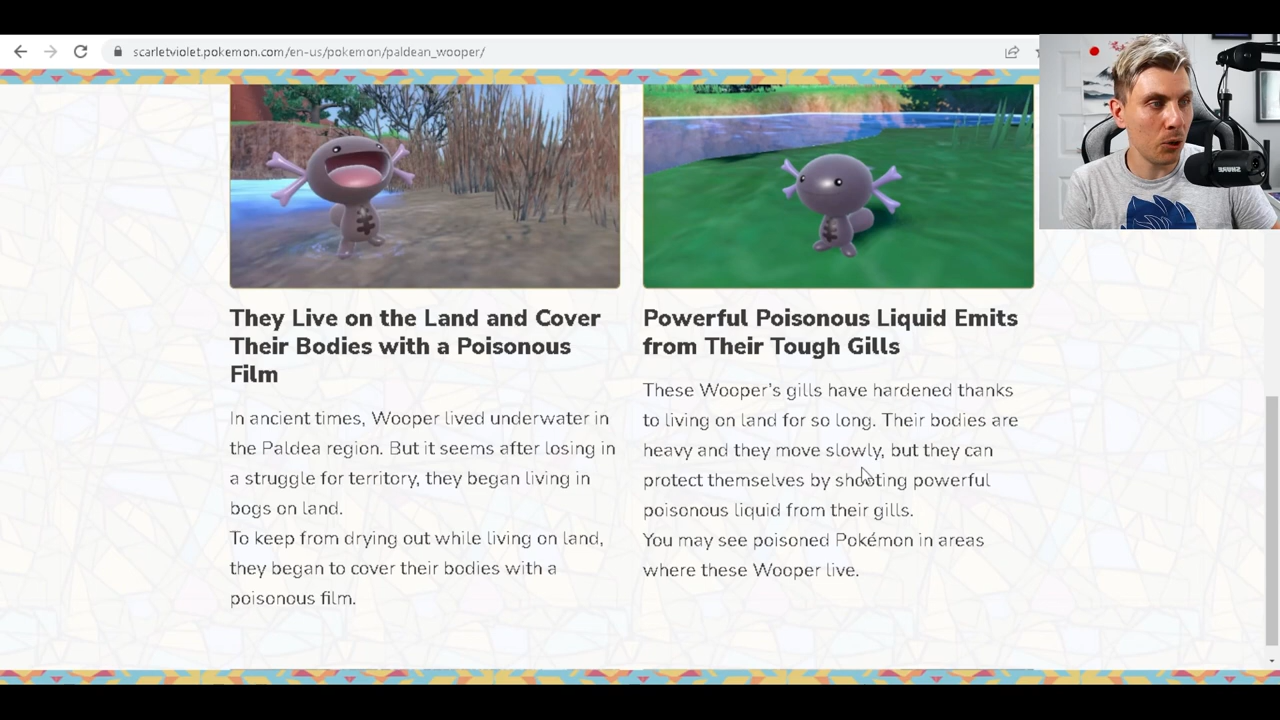 scarletviolet.pokemon.com/en-us/pokemon/paldean_wooper/
They Live on the Land and Cover
Their Bodies with a Poisonous
Film
In ancient times, Wooper lived underwater in
the Paldea region. But it seems after losing in
a struggle for territory, they began living in
bogs on land.
To keep from drying out while living on land,
they began to cover their bodies with a
poisonous film.
Powerful Poisonous Liquid Emits
from Their Tough Gills
These Wooper's gills have hardened thanks
to living on land for so long. Their bodies are
heavy and they move slowly, but they can
protect themselves by shooting powerful
poisonous liquid from their gills.
You may see poisoned Pokémon in areas
where these Wooper live.